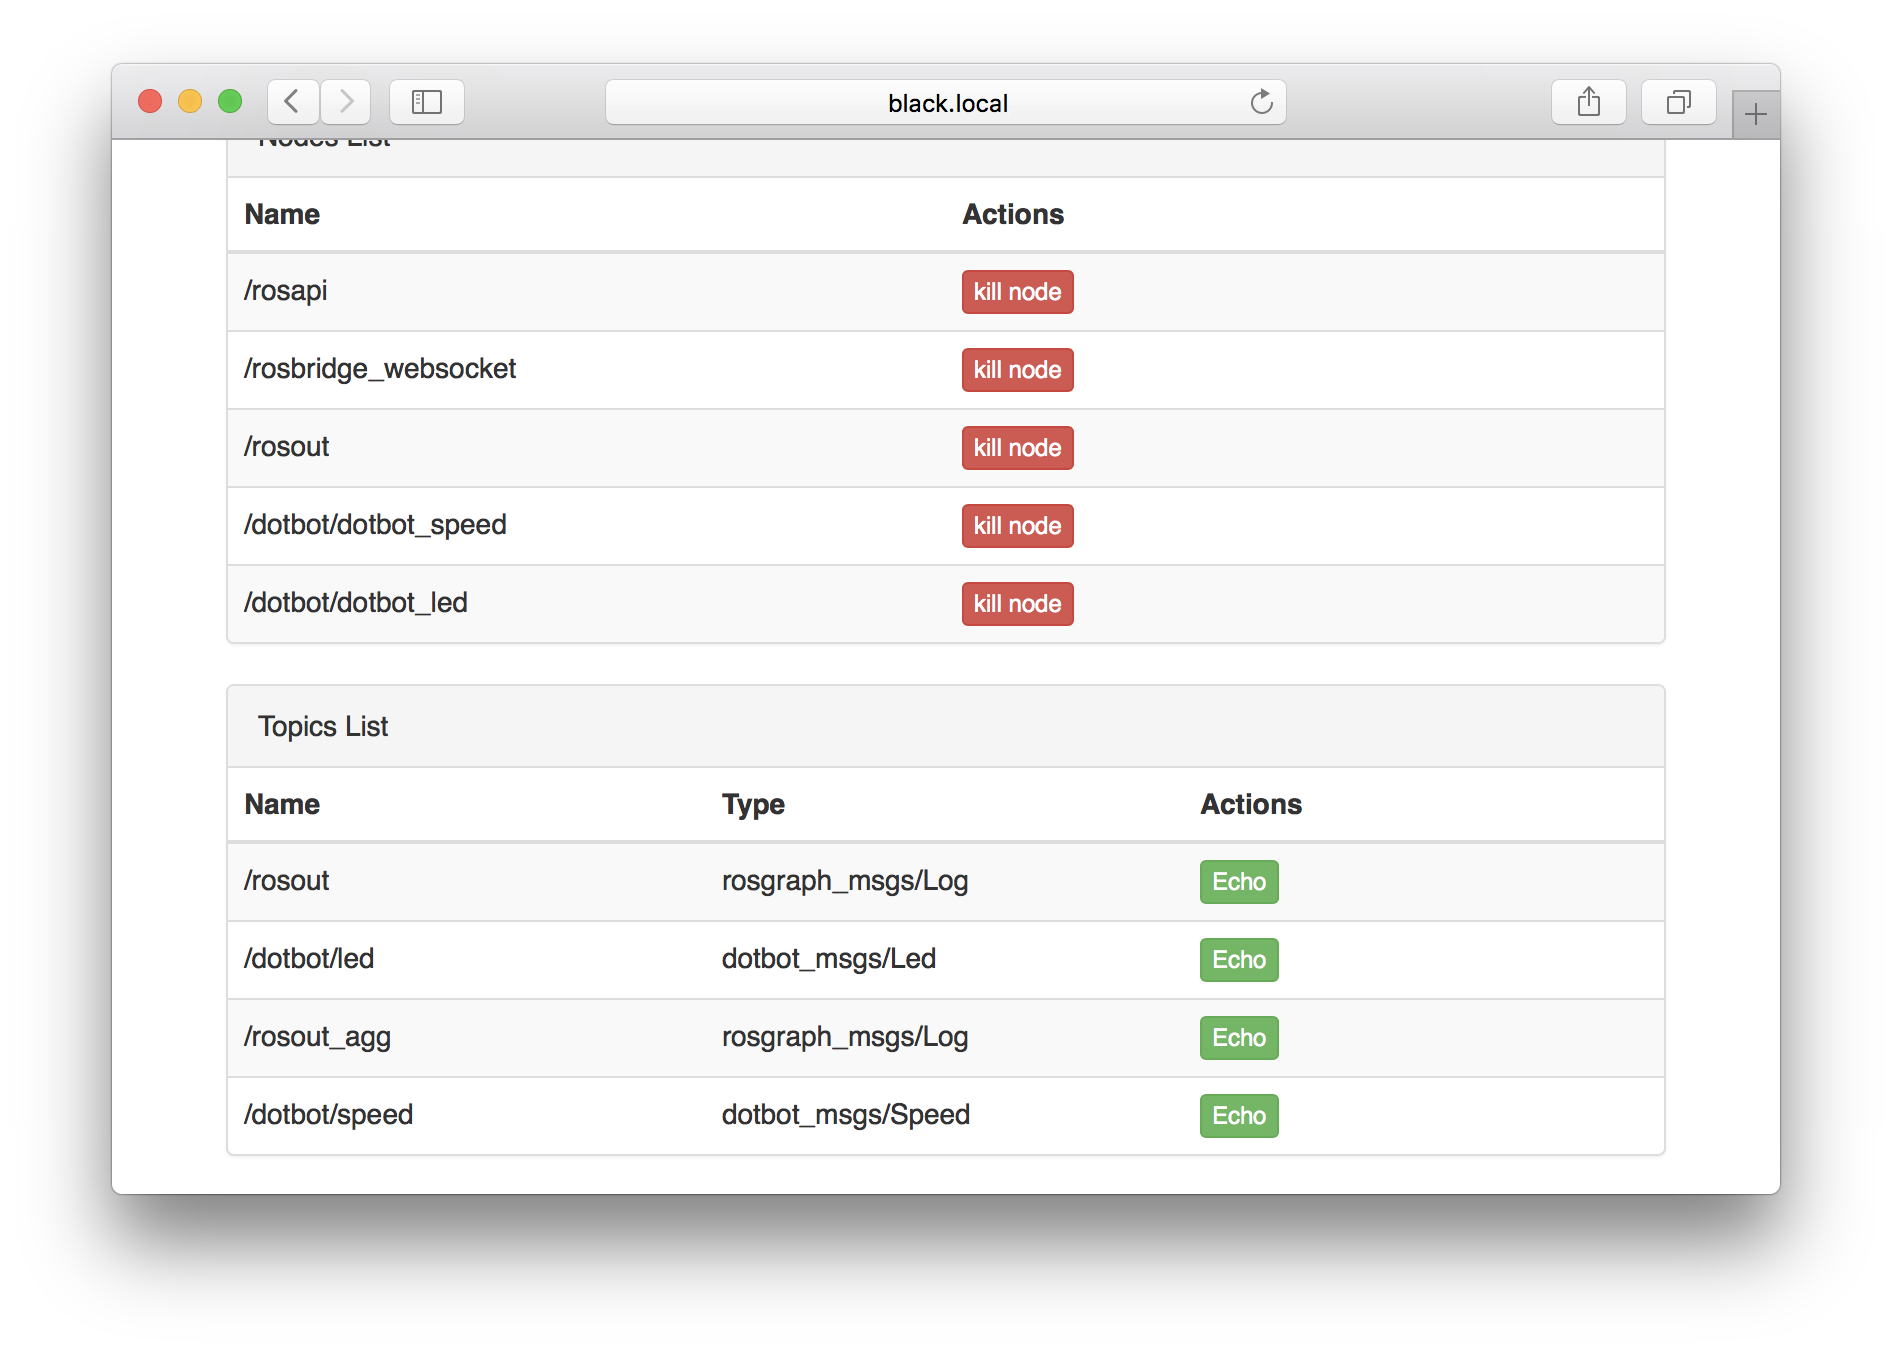 black.local
Nodes List
Name Actions
/rosapi kill node
/rosbridge_websocket kill node
/rosout kill node
/dotbot/dotbot_speed kill node
/dotbot/dotbot_led kill node
Topics List
Name Type Actions
/rosout rosgraph_msgs/Log Echo
/dotbot/led dotbot_msgs/Led Echo
/rosout_agg rosgraph_msgs/Log Echo
/dotbot/speed dotbot_msgs/Speed Echo